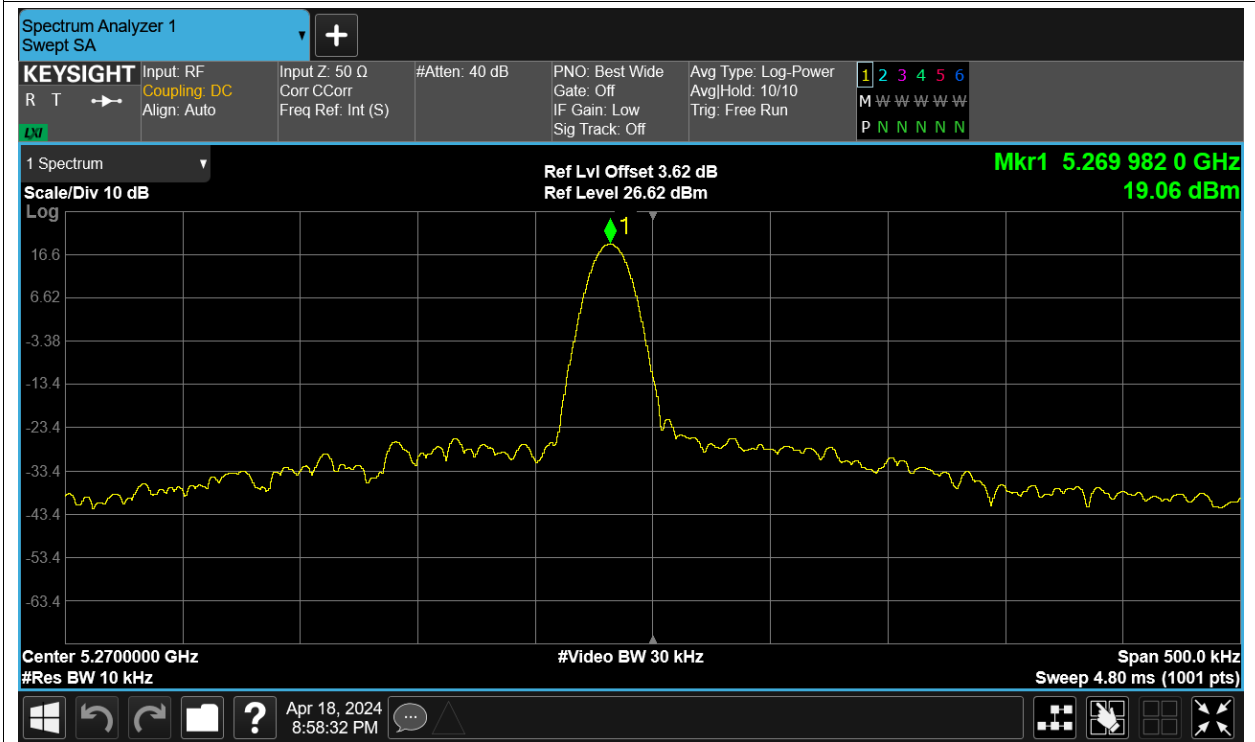 Spectrum Analyzer 1
Swept SA
+
KEYSIGHT
R T
LXI
Input: RF
Coupling: DC
Align: Auto
Input Z: 50 Ω
Corr CCorr
Freq Ref: Int (S)
#Atten: 40 dB
PNO: Best Wide
Gate: Off
IF Gain: Low
Sig Track: Off
Avg Type: Log-Power
Avg|Hold: 10/10
Trig: Free Run
1 2 3 4 5 6
M W W W W W
P N N N N N
1 Spectrum
Scale/Div 10 dB
Log
Ref Lvl Offset 3.62 dB
Ref Level 26.62 dBm
Mkr1 5.269 982 0 GHz
19.06 dBm
1
16.6
6.62
-3.38
-13.4
-23.4
-33.4
-43.4
-53.4
-63.4
Center 5.2700000 GHz
#Video BW 30 kHz
Span 500.0 kHz
#Res BW 10 kHz
Sweep 4.80 ms (1001 pts)
?
Apr 18, 2024
8:58:32 PM